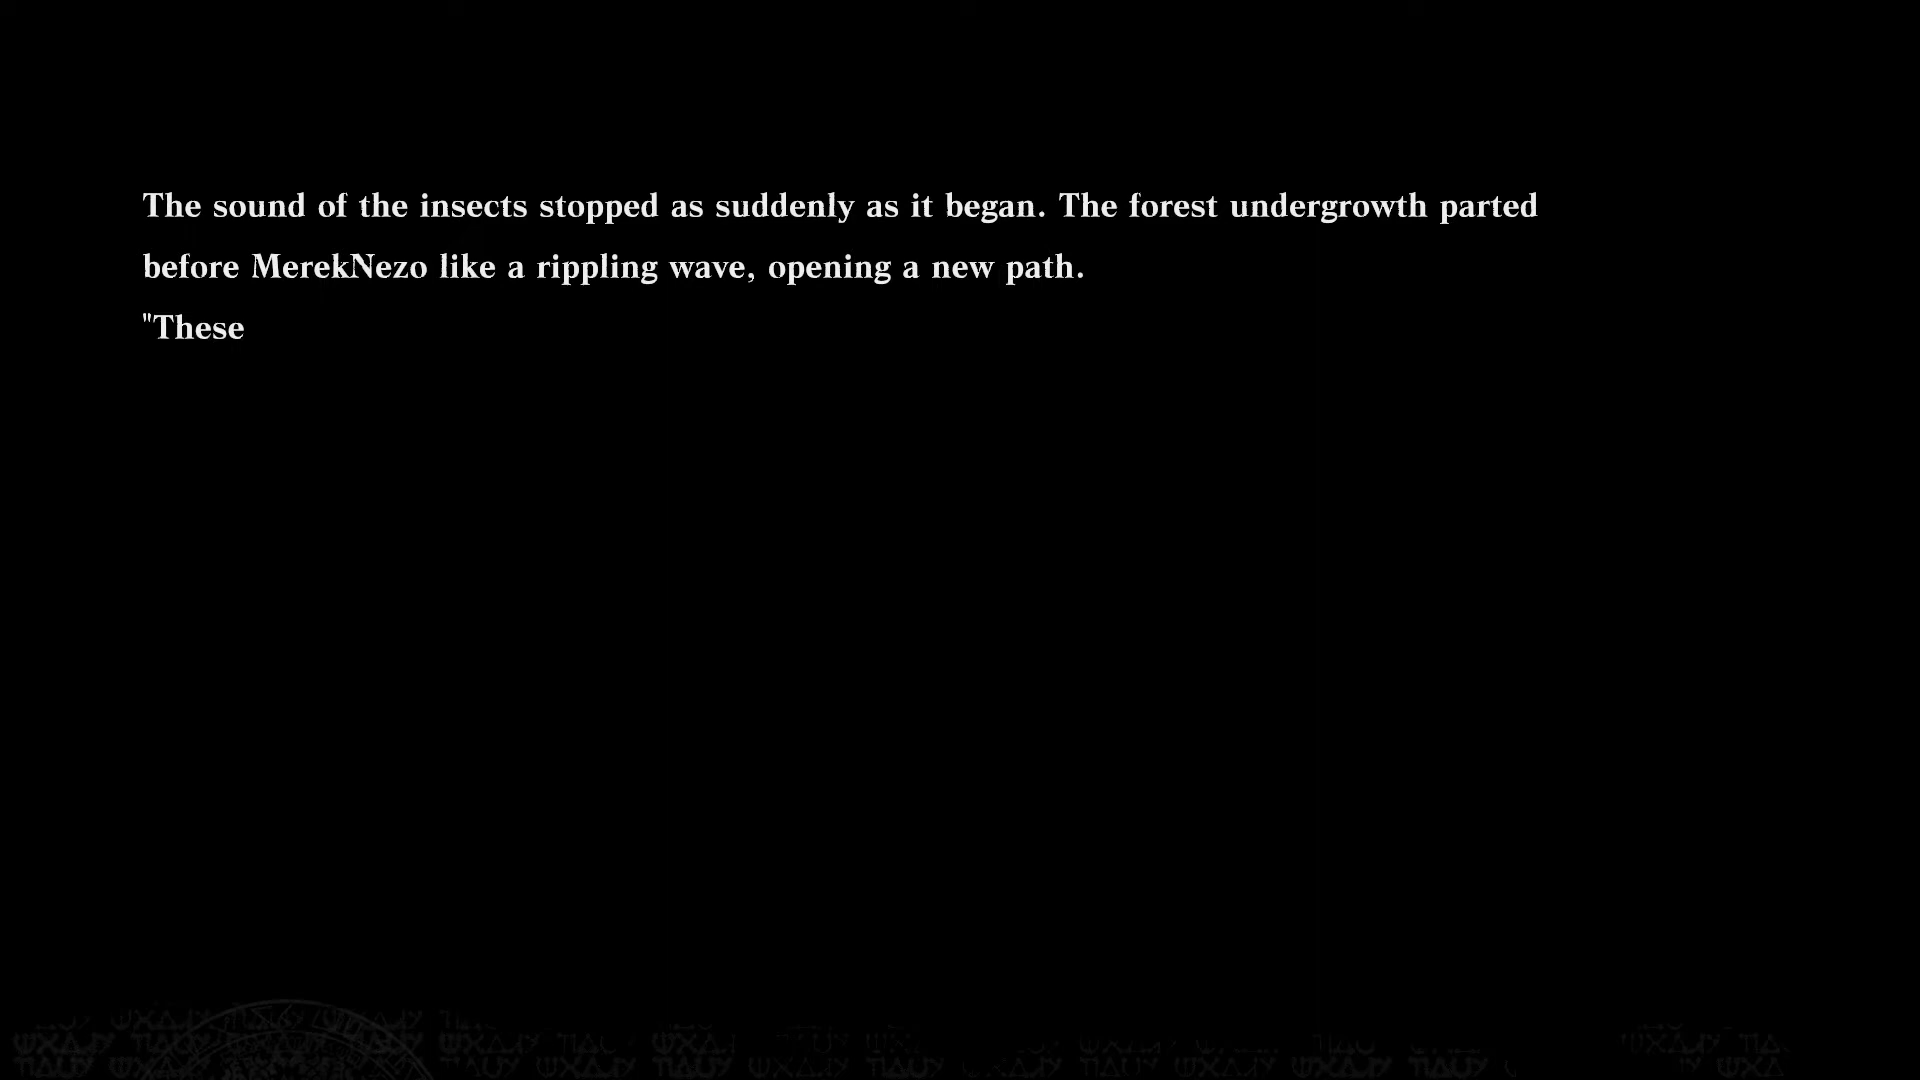 The sound of the insects stopped as suddenly as it began. The forest undergrowth parted
before MerekNezo like a rippling wave, opening a new path.
"These